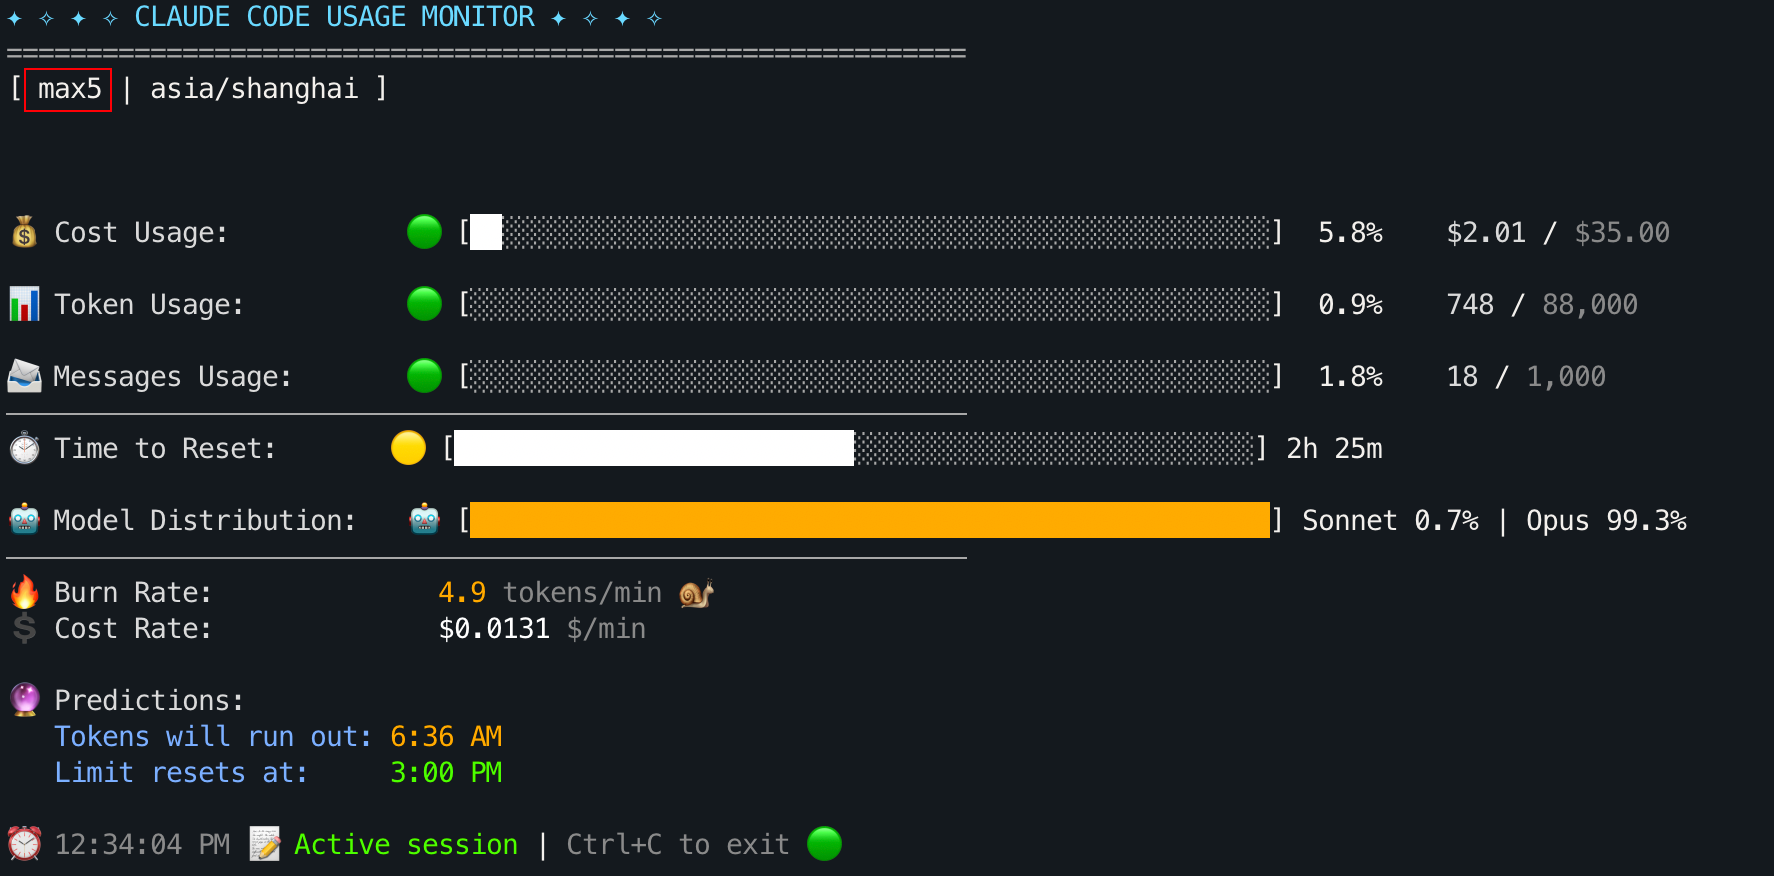 ✦ ✧ ✦ ✧ CLAUDE CODE USAGE MONITOR ✦ ✧ ✦ ✧
============================================================
[ max5 | asia/shanghai ]
💰 Cost Usage: 🟢 [██░░░░░░░░░░░░░░░░░░░░░░░░░░░░░░░░░░░░░░░░░░░░░░░░] 5.8% $2.01 / $35.00
📊 Token Usage: 🟢 [░░░░░░░░░░░░░░░░░░░░░░░░░░░░░░░░░░░░░░░░░░░░░░░░░░] 0.9% 748 / 88,000
📨 Messages Usage: 🟢 [░░░░░░░░░░░░░░░░░░░░░░░░░░░░░░░░░░░░░░░░░░░░░░░░░░] 1.8% 18 / 1,000
────────────────────────────────────────────────────────────
⏱️ Time to Reset: 🟡 [█████████████████████████░░░░░░░░░░░░░░░░░░░░░░░░░] 2h 25m
🤖 Model Distribution: 🤖 [██████████████████████████████████████████████████] Sonnet 0.7% | Opus 99.3%
────────────────────────────────────────────────────────────
🔥 Burn Rate: 4.9 tokens/min 🐌
💲 Cost Rate: $0.0131 $/min
🔮 Predictions:
Tokens will run out: 6:36 AM
Limit resets at: 3:00 PM
⏰ 12:34:04 PM 📝 Active session | Ctrl+C to exit 🟢